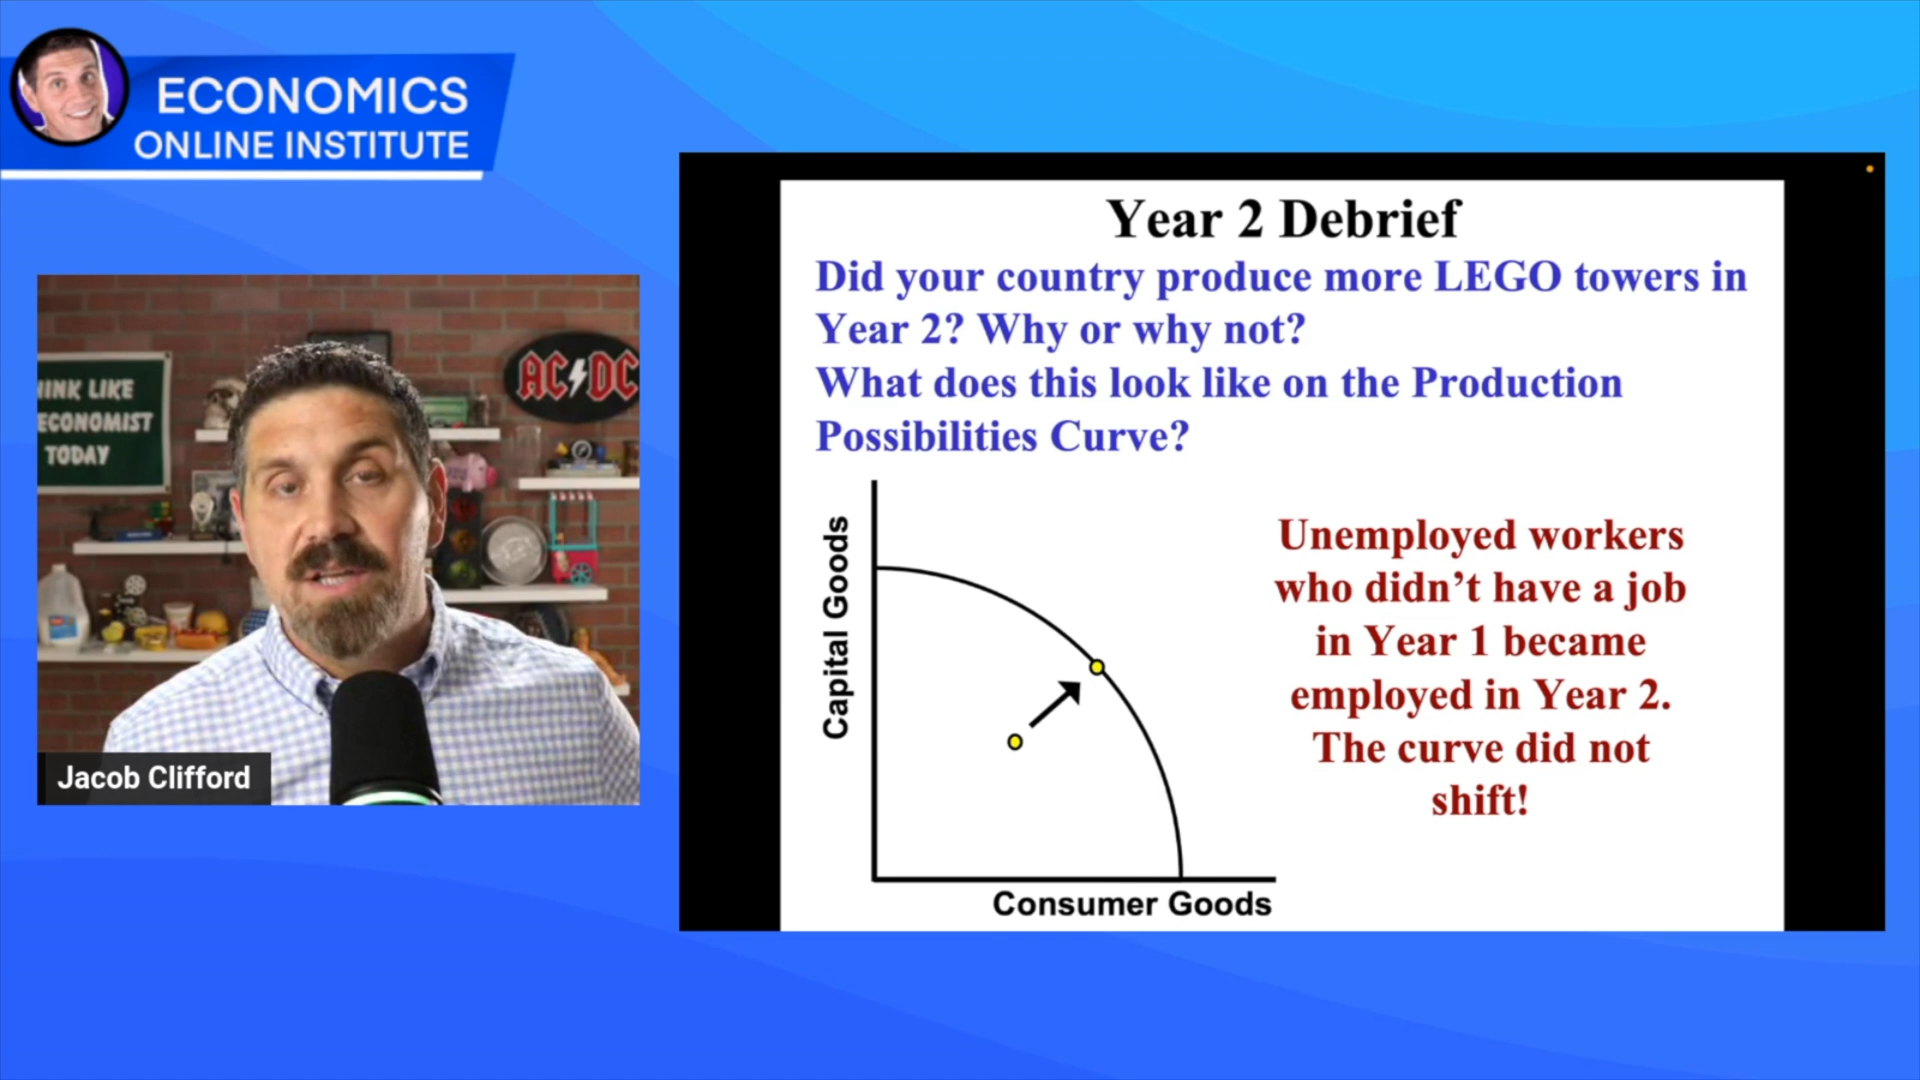 ECONOMICS
ONLINE INSTITUTE
INK LIKE
ECONOMIST
TODAY
AC DC
Jacob Clifford
Year 2 Debrief
Did your country produce more LEGO towers in
Year 2? Why or why not?
What does this look like on the Production
Possibilities Curve?
Capital Goods
Consumer Goods
Unemployed workers
who didn’t have a job
in Year 1 became
employed in Year 2.
The curve did not
shift!